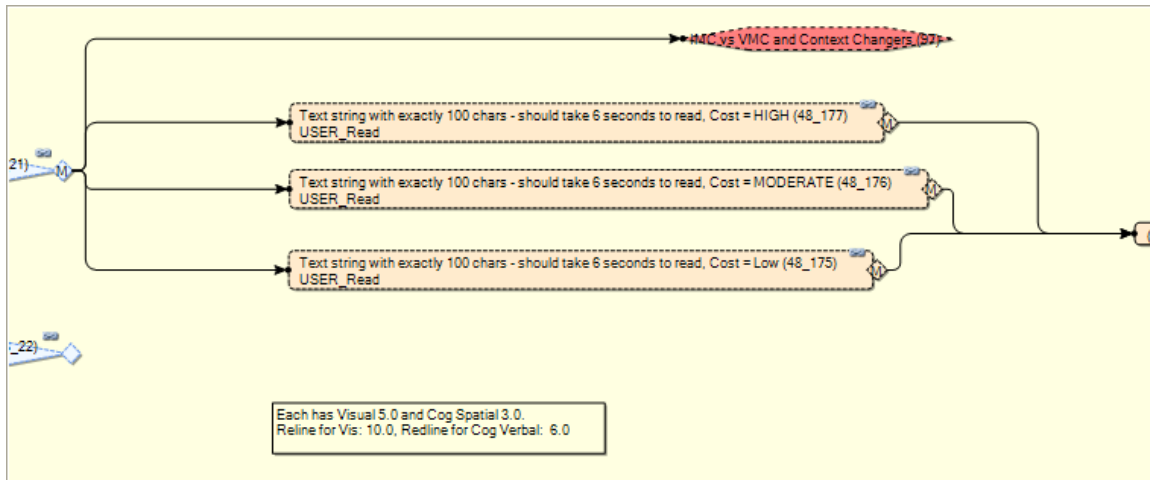 IMC vs VMC and Context Changers (92)
Text string with exactly 100 chars - should take 6 seconds to read, Cost = HIGH (48_177)
USER_Read
M
21)
M
Text string with exactly 100 chars - should take 6 seconds to read, Cost = MODERATE (48_176)
USER_Read
M
Text string with exactly 100 chars - should take 6 seconds to read, Cost = Low (48_175)
USER_Read
M
_22)
Each has Visual 5.0 and Cog Spatial 3.0.
Reline for Vis: 10.0, Redline for Cog Verbal:  6.0